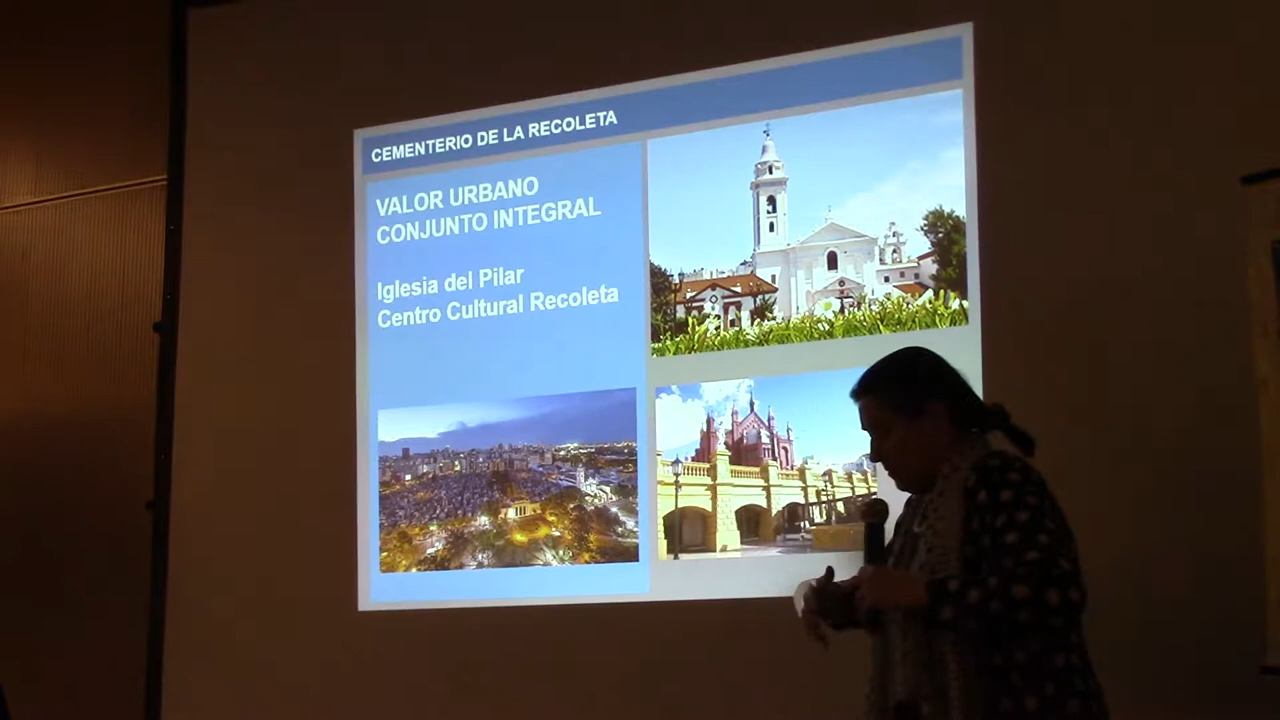 CEMENTERIO DE LA RECOLETA
VALOR URBANO
CONJUNTO INTEGRAL
Iglesia del Pilar
Centro Cultural Recoleta